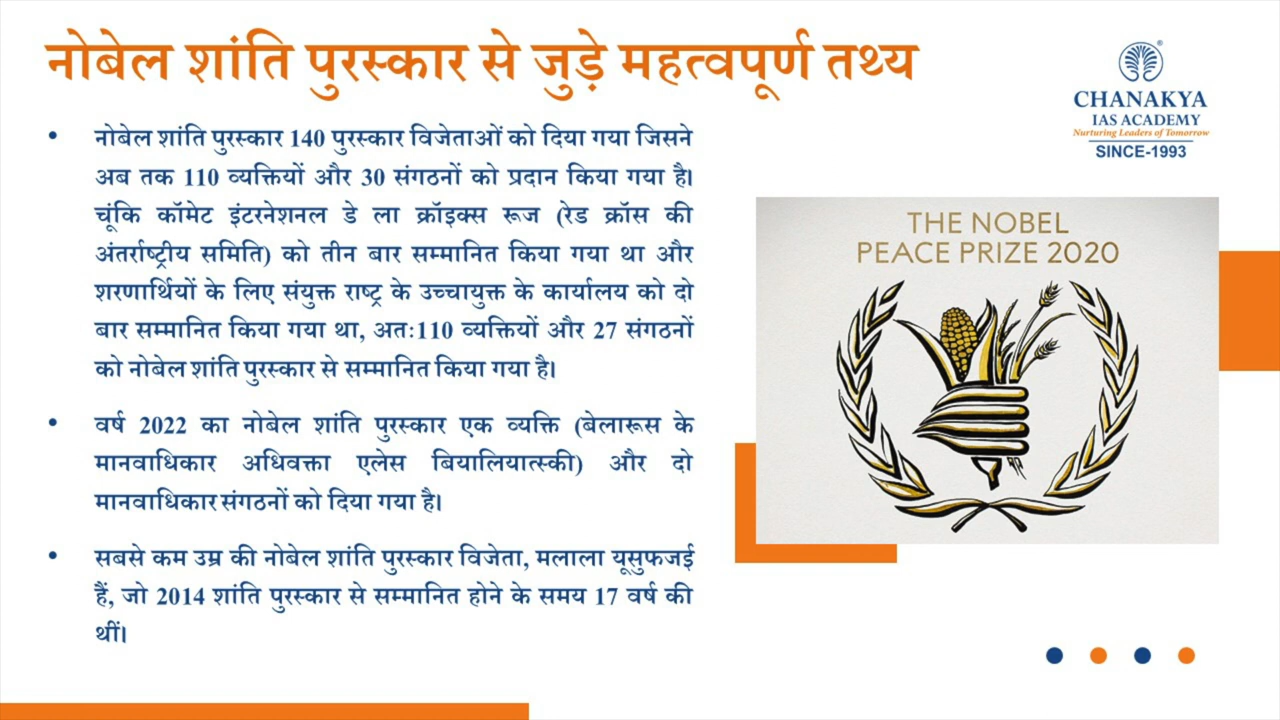 नोबेल शांति पुरस्कार से जुड़े महत्वपूर्ण तथ्य
CHANAKYA
IAS ACADEMY
Nurturing Leaders of Tomorrow
SINCE-1993
• नोबेल शांति पुरस्कार 140 पुरस्कार विजेताओं को दिया गया जिसने
अब तक 110 व्यक्तियों और 30 संगठनों को प्रदान किया गया है।
चूंकि कॉमेट इंटरनेशनल डे ला क्रॉइक्स रूज (रेड क्रॉस की
अंतर्राष्ट्रीय समिति) को तीन बार सम्मानित किया गया था और
शरणार्थियों के लिए संयुक्त राष्ट्र के उच्चायुक्त के कार्यालय को दो
बार सम्मानित किया गया था, अतः110 व्यक्तियों और 27 संगठनों
को नोबेल शांति पुरस्कार से सम्मानित किया गया है।
• वर्ष 2022 का नोबेल शांति पुरस्कार एक व्यक्ति (बेलारूस के
मानवाधिकार अधिवक्ता एलेस बियालियात्स्की) और दो
मानवाधिकार संगठनों को दिया गया है।
• सबसे कम उम्र की नोबेल शांति पुरस्कार विजेता, मलाला यूसुफजई
हैं, जो 2014 शांति पुरस्कार से सम्मानित होने के समय 17 वर्ष की
थीं।
THE NOBEL
PEACE PRIZE 2020